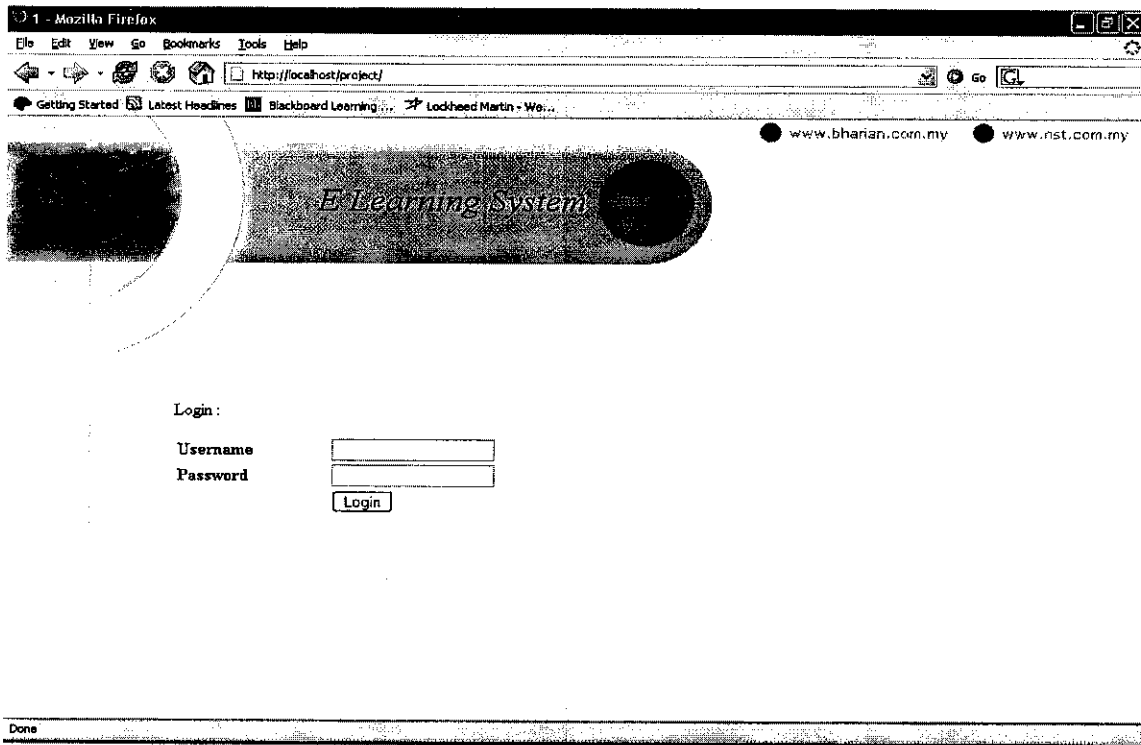 1 - Mozilla Firefox
File Edit View Go Bookmarks Tools Help
http://localhost/project/ Go
Getting Started Latest Headlines Blackboard Learning ... Lockheed Martin - We...
www.bharian.com.my www.nst.com.my
E Learning System
Login :
Username
Password
Login
Done